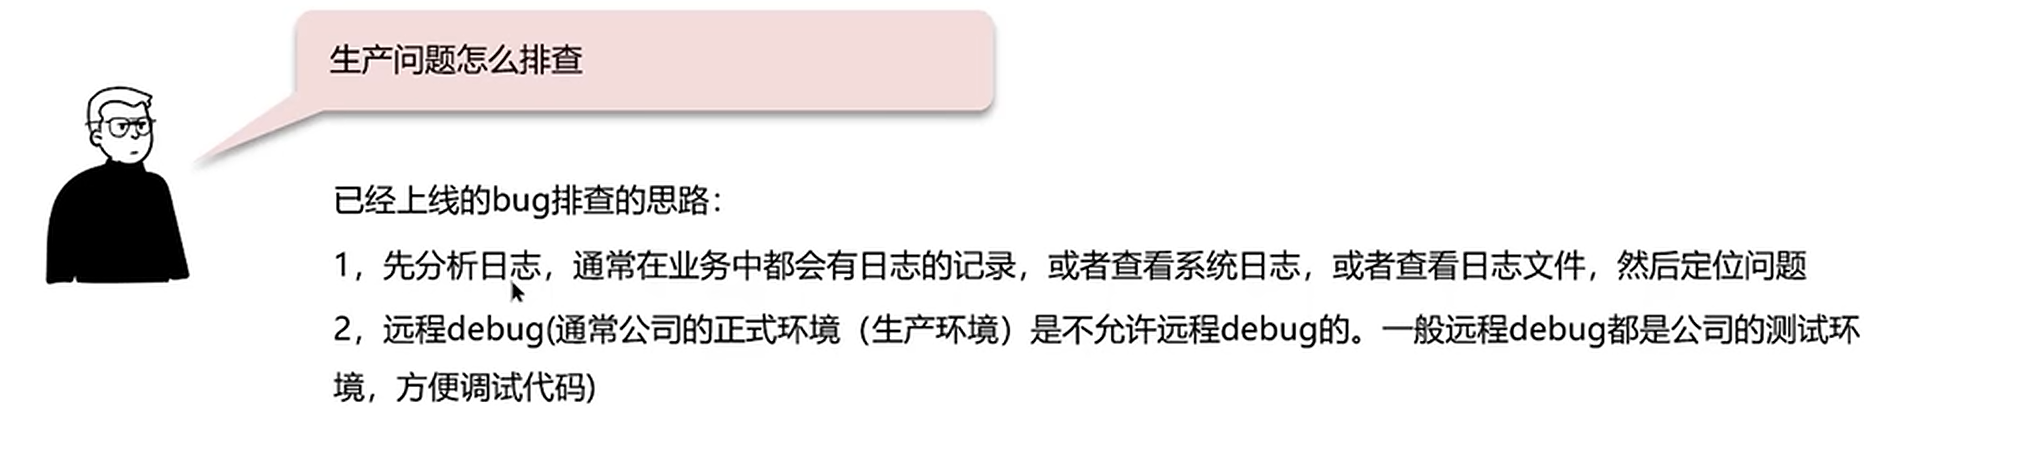 生产问题怎么排查
已经上线的bug排查的思路：
1，先分析日志，通常在业务中都会有日志的记录，或者查看系统日志，或者查看日志文件，然后定位问题
2，远程debug(通常公司的正式环境（生产环境）是不允许远程debug的。一般远程debug都是公司的测试环
境，方便调试代码)